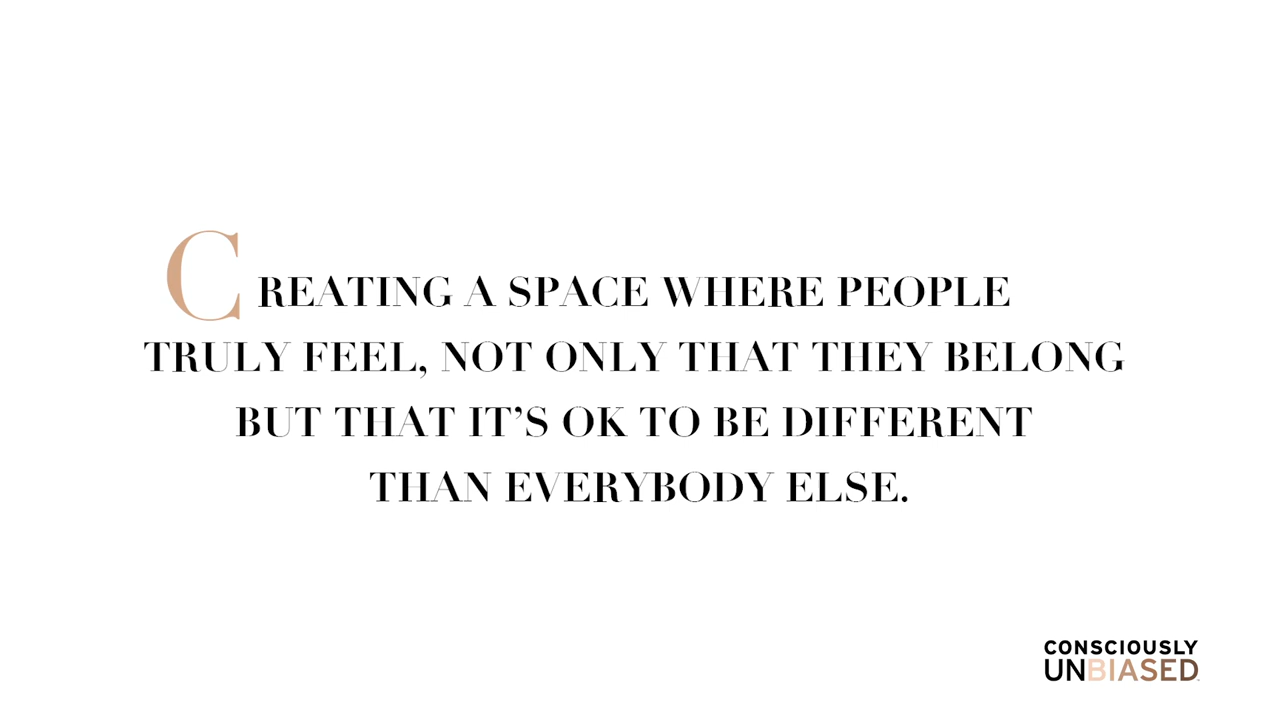 CREATING A SPACE WHERE PEOPLE
TRULY FEEL, NOT ONLY THAT THEY BELONG
BUT THAT IT’S OK TO BE DIFFERENT
THAN EVERYBODY ELSE.
CONSCIOUSLY
UNBIASED